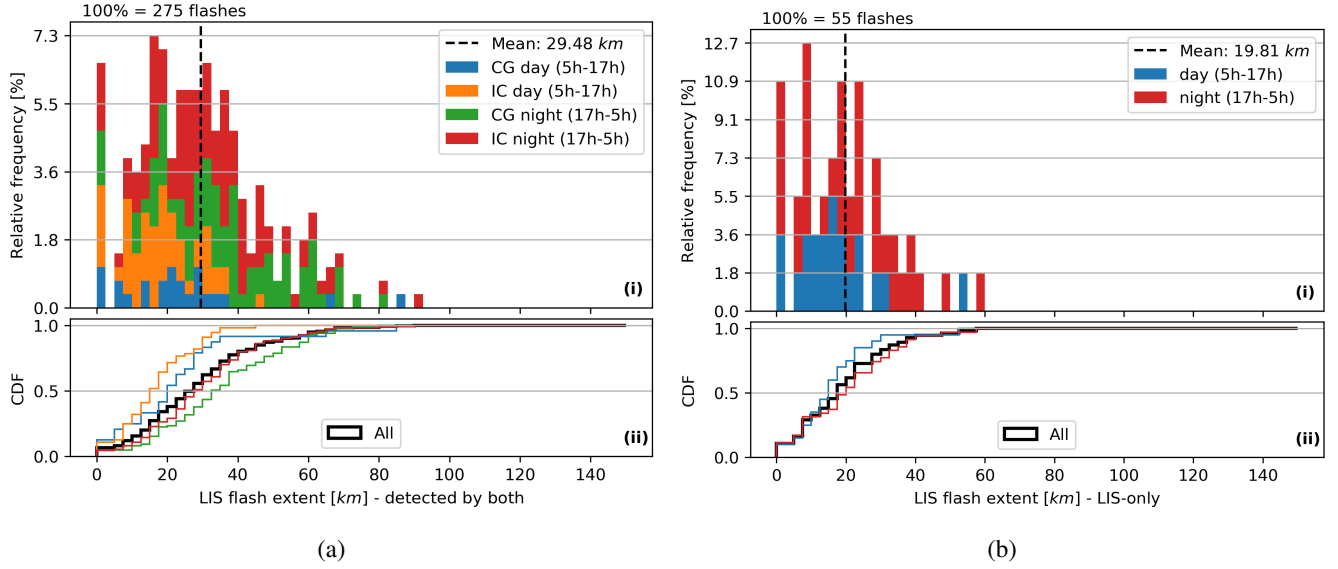 100% = 275 flashes
Relative frequency [%]
7.3
5.5
3.6
1.8
0.0
Mean: 29.48 km
CG day (5h-17h)
IC day (5h-17h)
CG night (17h-5h)
IC night (17h-5h)
(i)
CDF
1.0
0.5
0.0
All
(ii)
0 20 40 60 80 100 120 140
LIS flash extent [km] - detected by both
(a)
100% = 55 flashes
Relative frequency [%]
12.7
10.9
9.1
7.3
5.5
3.6
1.8
0.0
Mean: 19.81 km
day (5h-17h)
night (17h-5h)
(i)
CDF
1.0
0.5
0.0
All
(ii)
0 20 40 60 80 100 120 140
LIS flash extent [km] - LIS-only
(b)